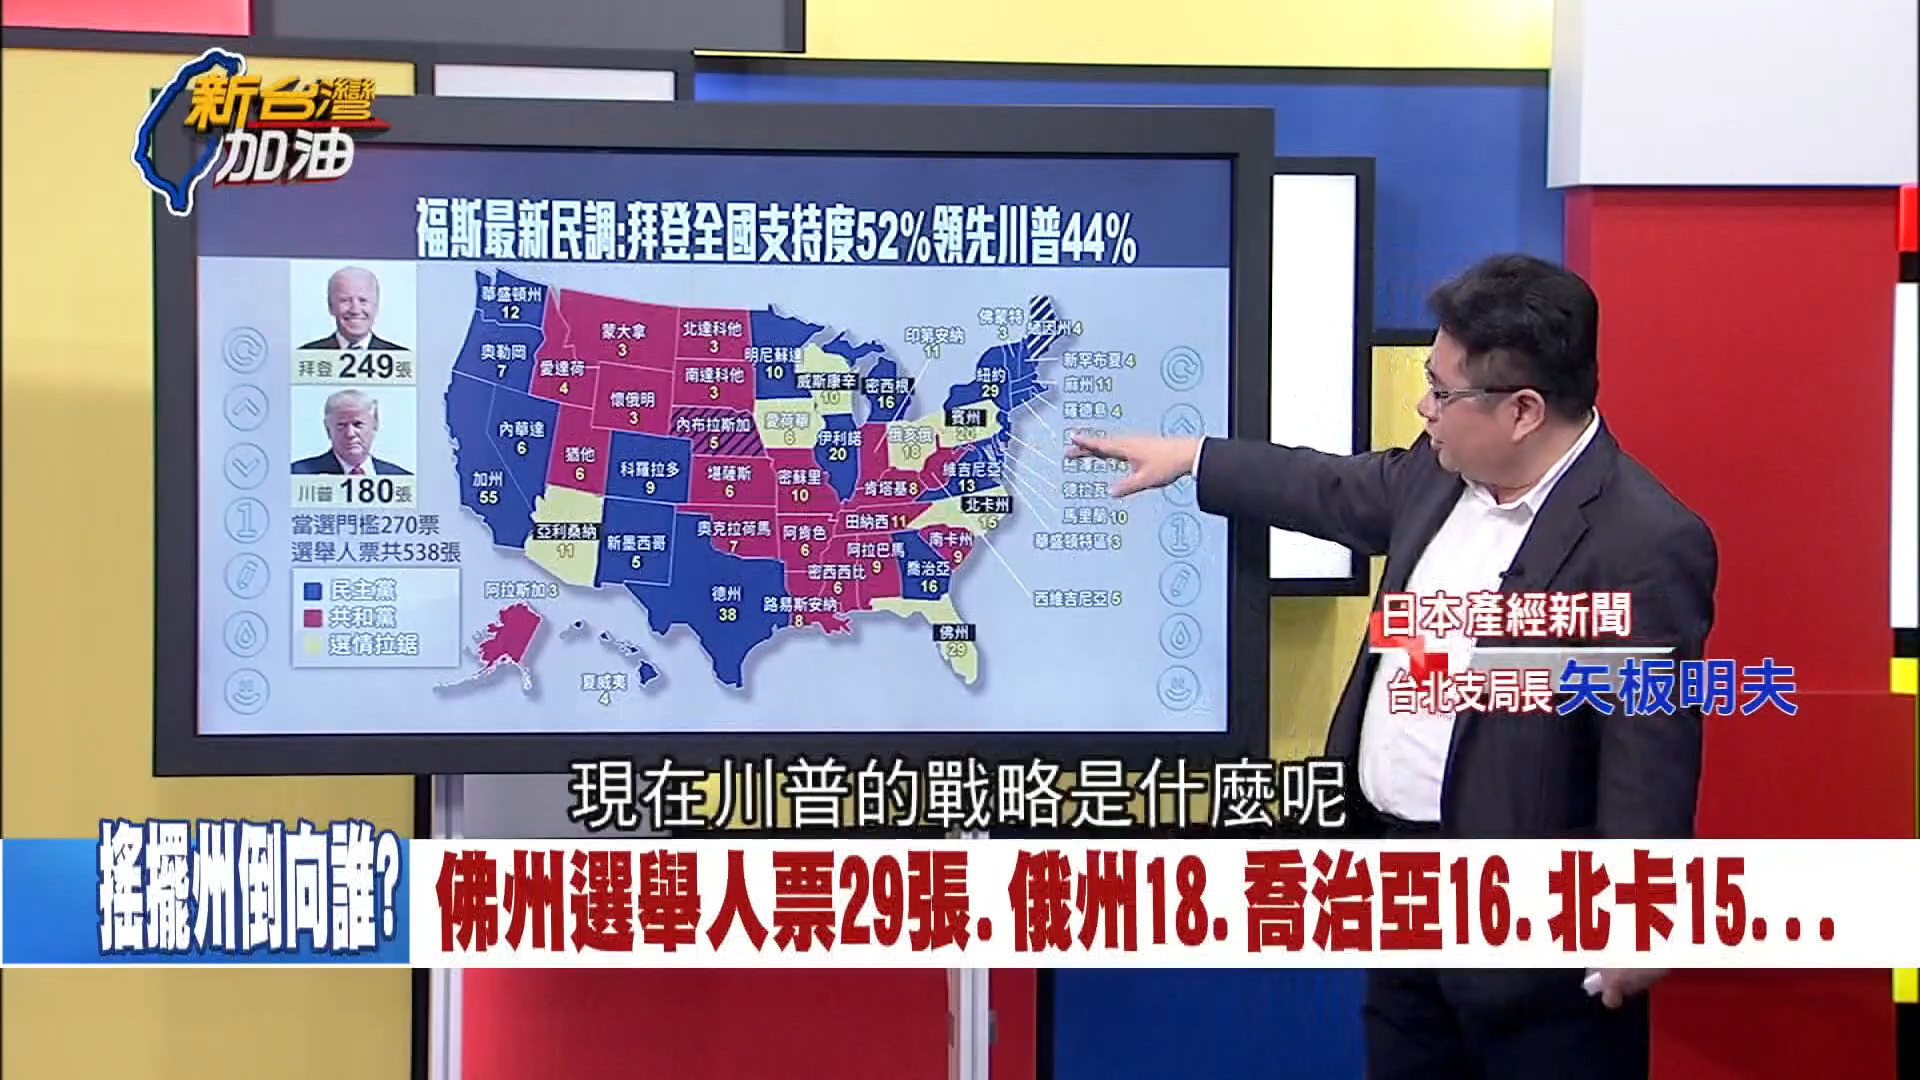 新台灣
加油
福斯最新民調:拜登全國支持度52%領先川普44%
拜登 249張
川普 180張
當選門檻270票
選舉人票共538張
民主黨
共和黨
選情拉鋸
華盛頓州
12
奧勒岡
7
加州
55
內華達
6
愛達荷
4
蒙大拿
3
懷俄明
3
猶他
6
亞利桑納
11
科羅拉多
9
新墨西哥
5
北達科他
3
南達科他
3
內布拉斯加
5
堪薩斯
6
奧克拉荷馬
7
德州
38
明尼蘇達
10
愛荷華
6
密蘇里
10
阿肯色
6
路易斯安納
8
威斯康辛
10
伊利諾
20
密西根
16
印第安納
11
俄亥俄
18
肯塔基8
田納西11
密西西比
6
阿拉巴馬
9
喬治亞
16
佛州
29
南卡州
9
北卡州
15
維吉尼亞
13
賓州
20
紐約
29
佛蒙特
3
緬因州4
新罕布夏4
麻州11
羅德島4
德拉瓦
馬里蘭10
華盛頓特區3
西維吉尼亞5
阿拉斯加3
夏威夷
4
日本產經新聞
台北支局長 矢板明夫
現在川普的戰略是什麼呢
搖擺州倒向誰?
佛州選舉人票29張.俄州18.喬治亞16.北卡15...